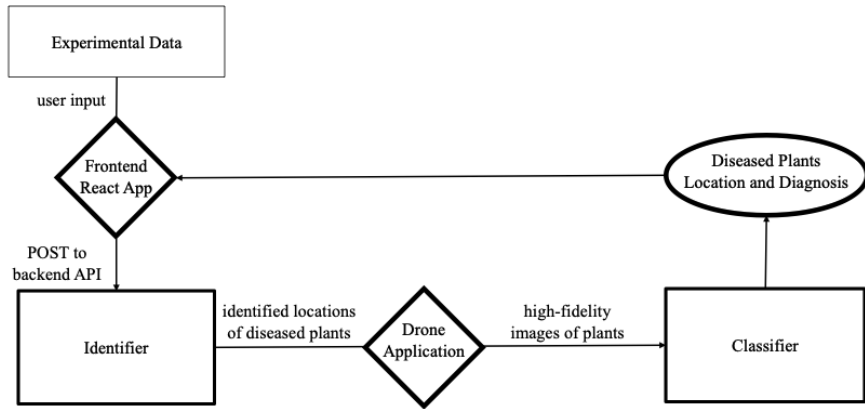 Experimental Data
user input
Frontend
React App
Diseased Plants
Location and Diagnosis
POST to
backend API
Identifier
identified locations
of diseased plants
Drone
Application
high-fidelity
images of plants
Classifier